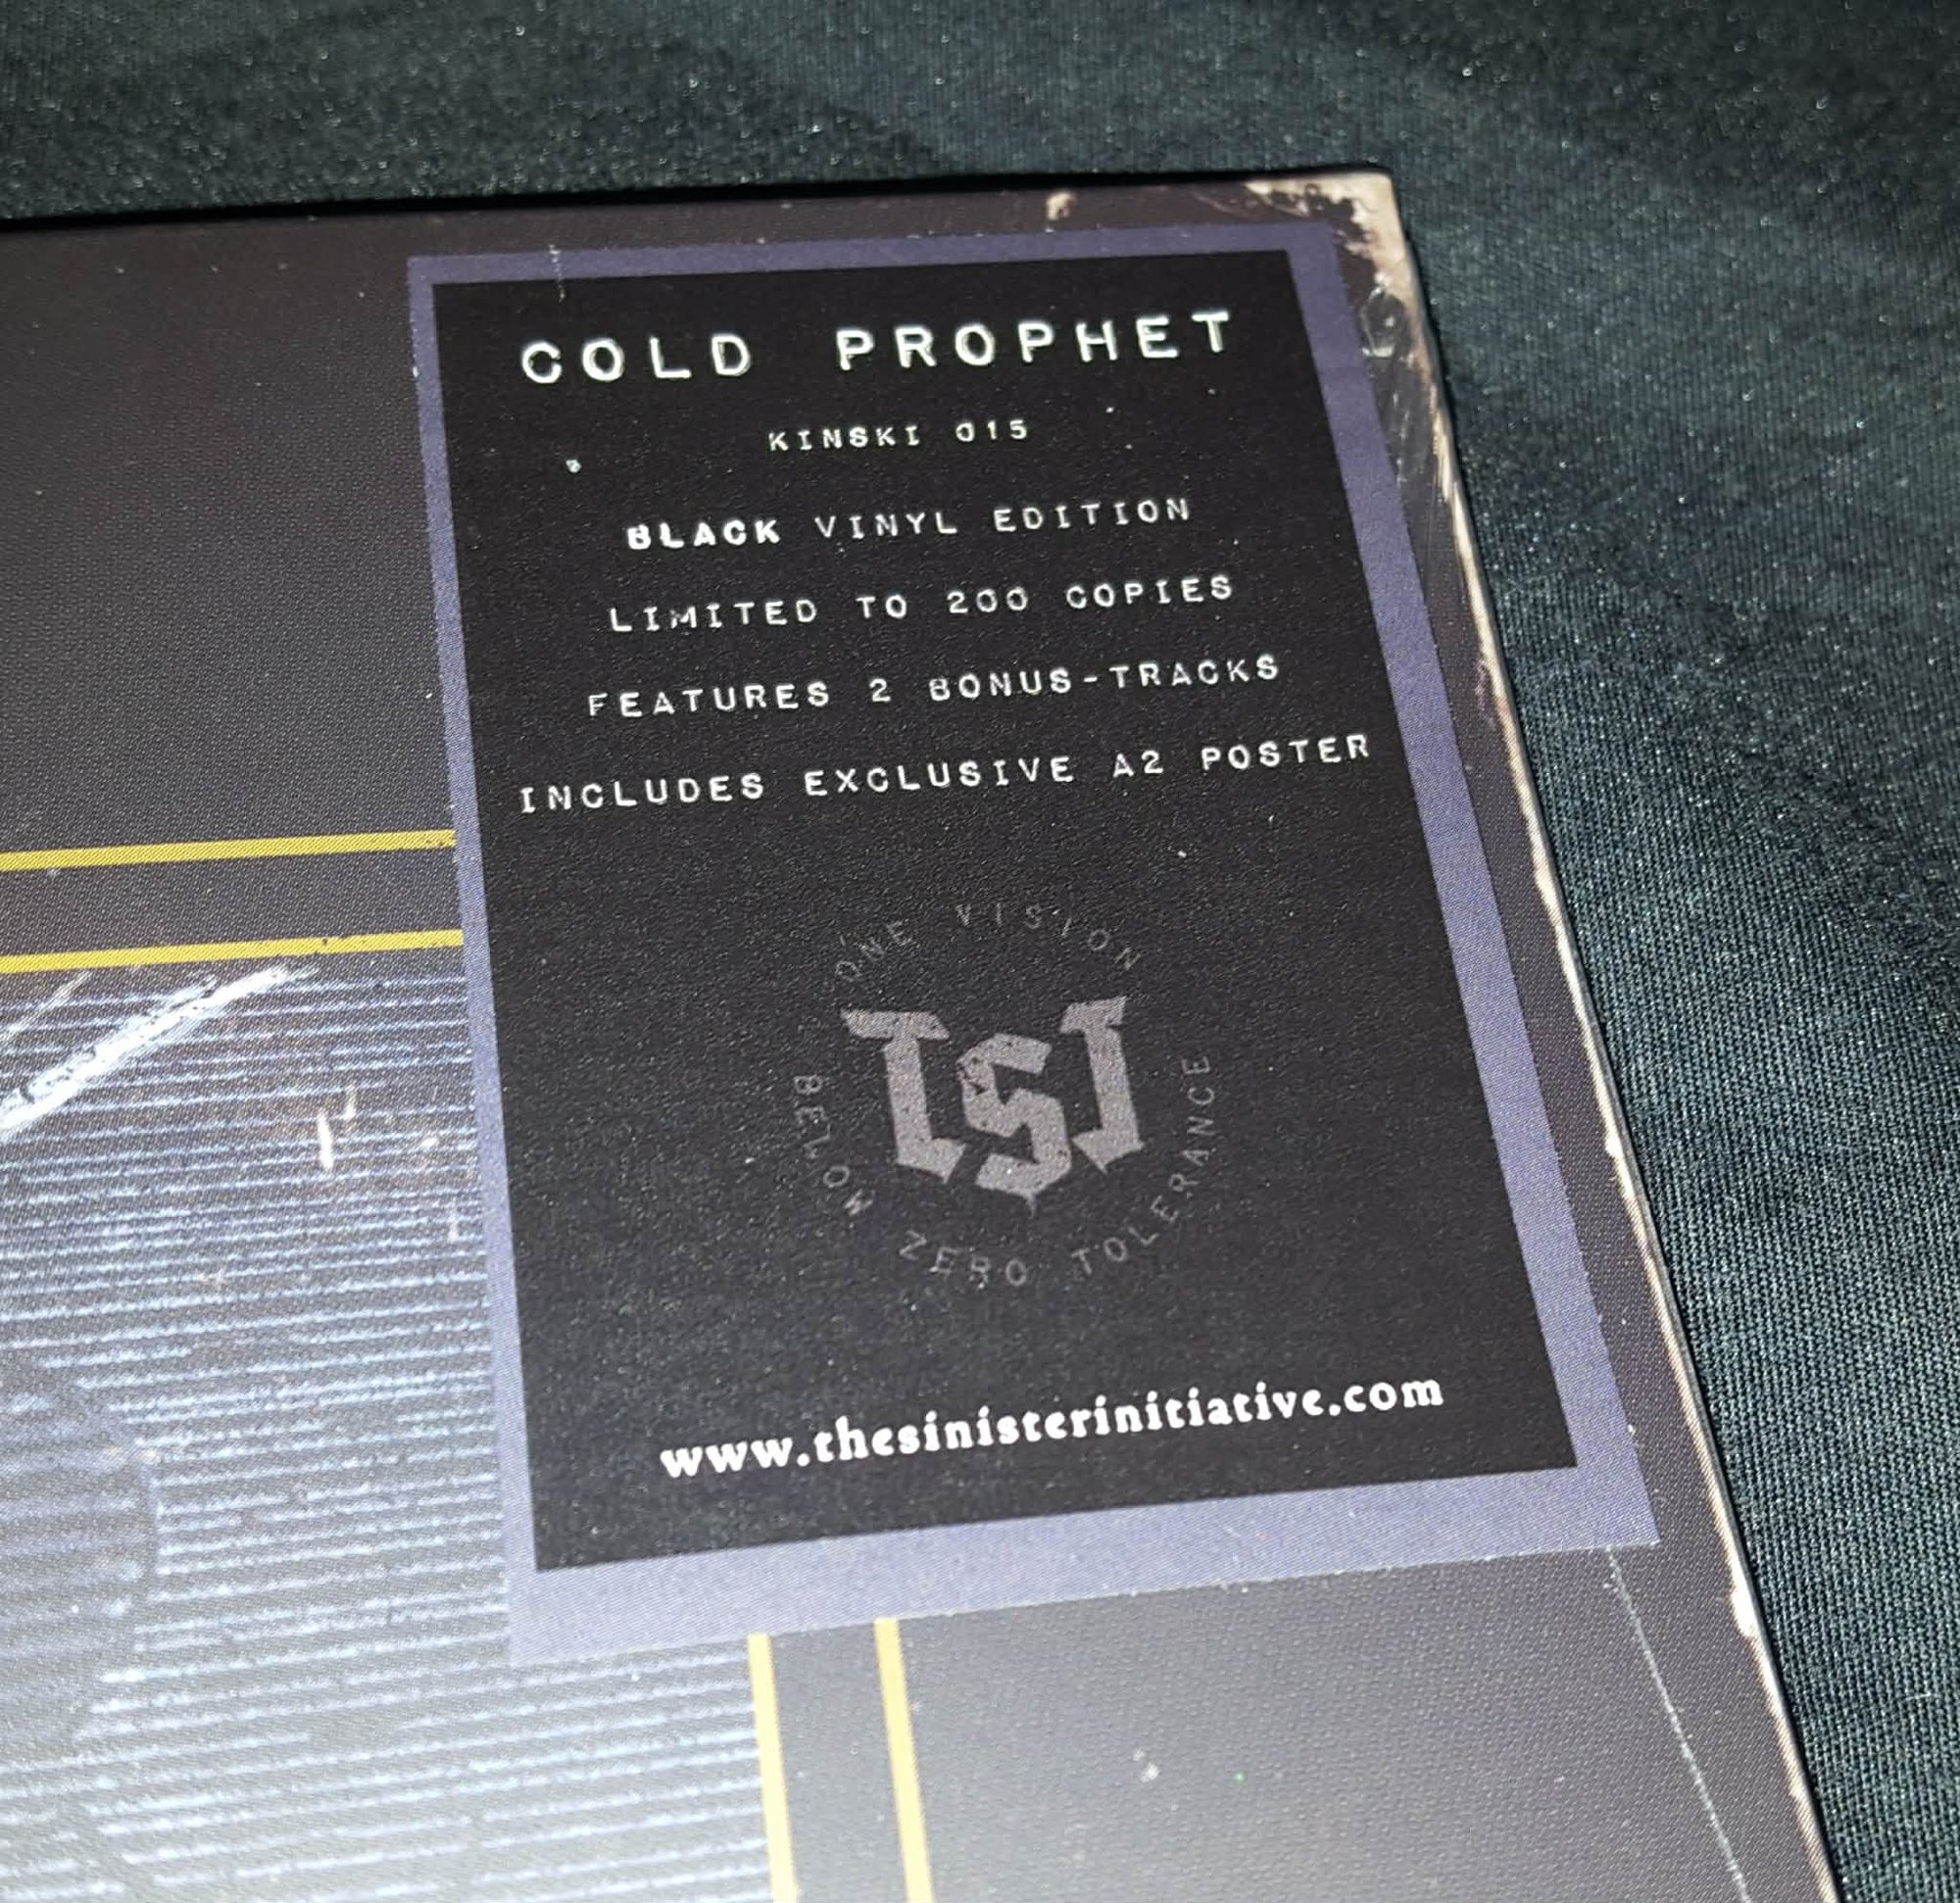 COLD PROPHET
KINSKI 015
BLACK VINYL EDITION
LIMITED TO 200 COPIES
FEATURES 2 BONUS-TRACKS
INCLUDES EXCLUSIVE A2 POSTER
ONE VISION
TSI
BELOW ZERO TOLERANCE
www.thesinisterinitiative.com